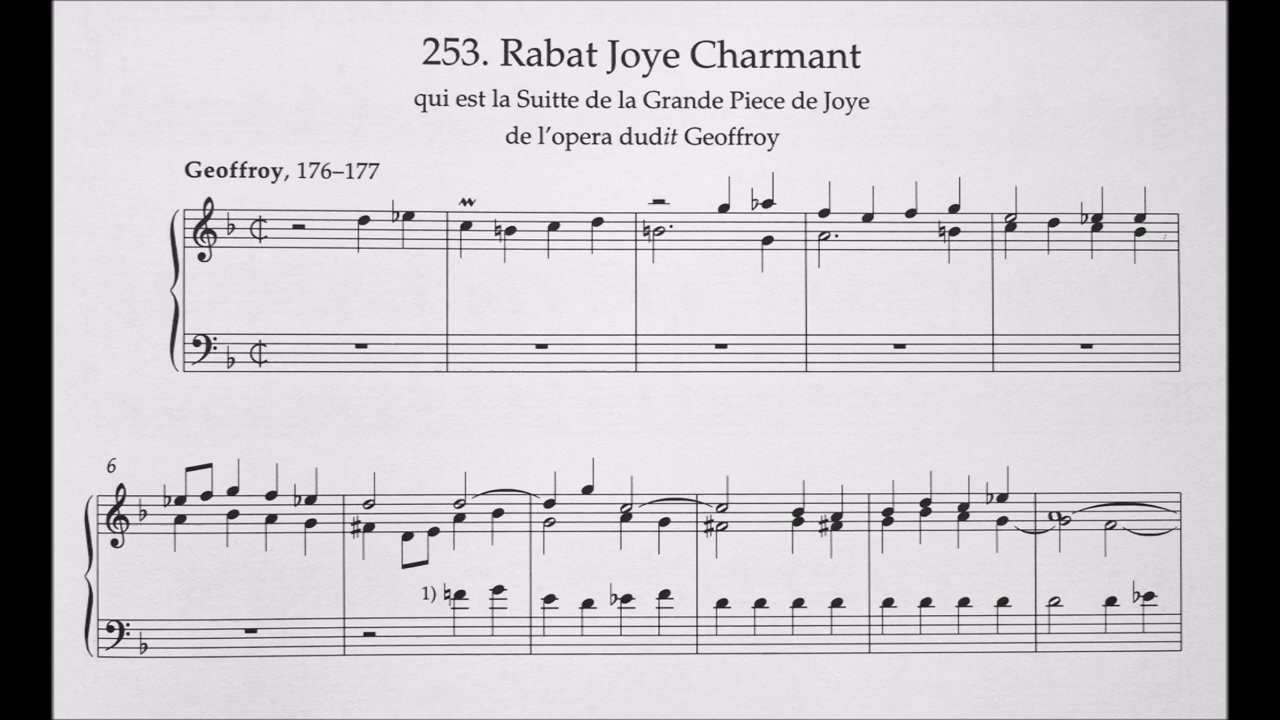 253. Rabat Joye Charmant
qui est la Suitte de la Grande Piece de Joye
de l’opera dudit Geoffroy
Geoffroy, 176–177
6
1)